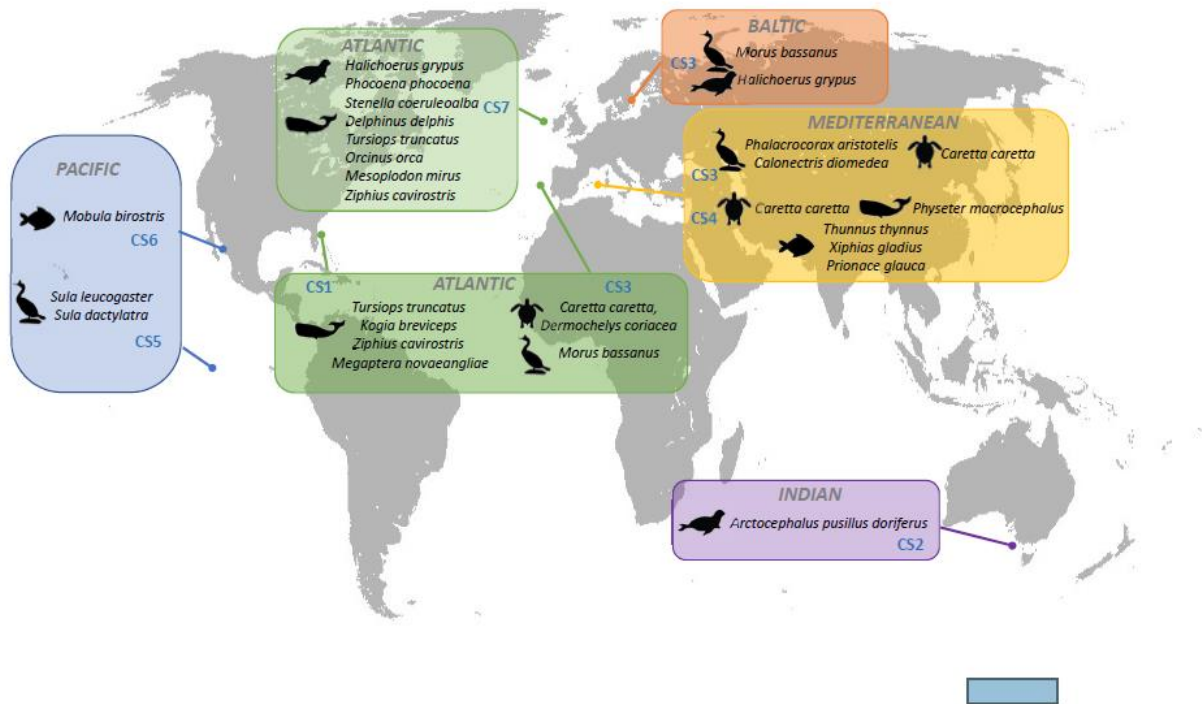 ATLANTIC
Halichoerus grypus
Phocoena phocoena
Stenella coeruleoalba
CS7
Delphinus delphis
Tursiops truncatus
Orcinus orca
Mesoplodon mirus
Ziphius cavirostris
BALTIC
CS3
Morus bassanus
Halichoerus grypus
MEDITERRANEAN
Phalacrocorax aristotelis
Calonectris diomedea
Caretta caretta
CS3
CS4
Caretta caretta
Physeter macrocephalus
Thunnus thynnus
Xiphias gladius
Prionace glauca
PACIFIC
Mobula birostris
CS6
Sula leucogaster
Sula dactylatra
CS5
ATLANTIC
CS1
Tursiops truncatus
Kogia breviceps
Ziphius cavirostris
Megaptera novaeangliae
CS3
Caretta caretta,
Dermochelys coriacea
Morus bassanus
INDIAN
Arctocephalus pusillus doriferus
CS2